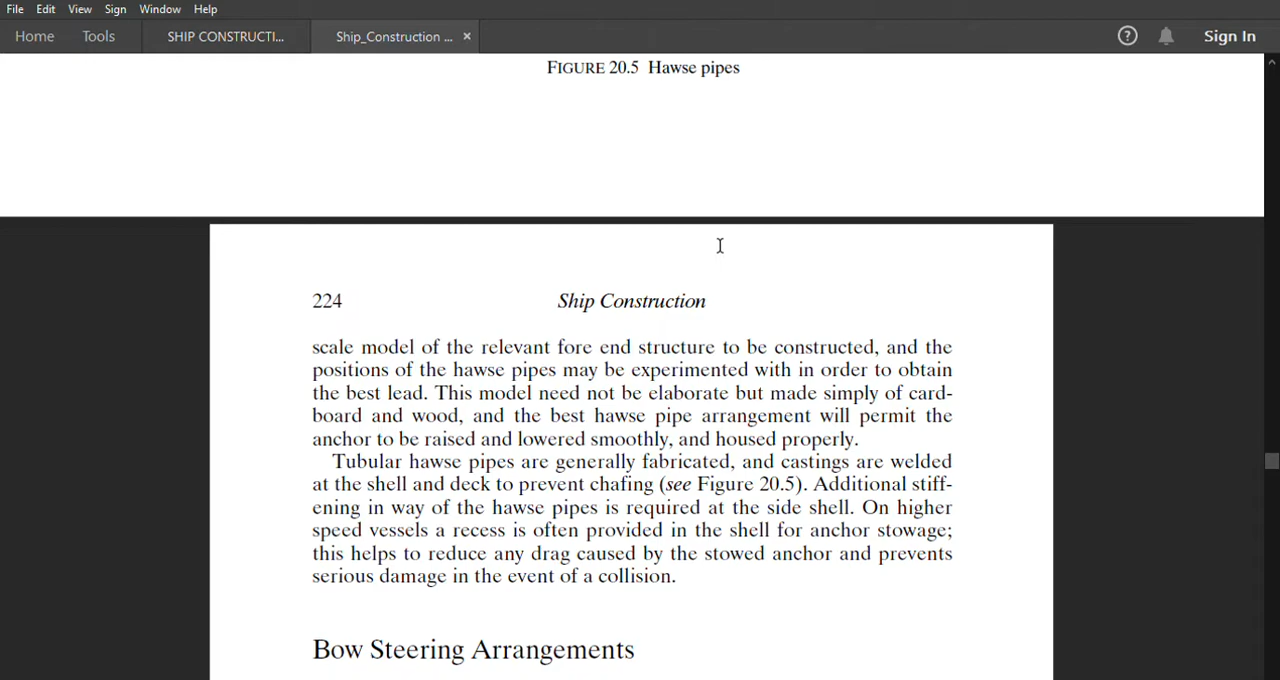 File Edit View Sign Window Help
Home Tools SHIP CONSTRUCTI... Ship_Construction ... × ? Sign In
FIGURE 20.5 Hawse pipes
224 Ship Construction
scale model of the relevant fore end structure to be constructed, and the
positions of the hawse pipes may be experimented with in order to obtain
the best lead. This model need not be elaborate but made simply of card-
board and wood, and the best hawse pipe arrangement will permit the
anchor to be raised and lowered smoothly, and housed properly.
Tubular hawse pipes are generally fabricated, and castings are welded
at the shell and deck to prevent chafing (see Figure 20.5). Additional stiff-
ening in way of the hawse pipes is required at the side shell. On higher
speed vessels a recess is often provided in the shell for anchor stowage;
this helps to reduce any drag caused by the stowed anchor and prevents
serious damage in the event of a collision.
Bow Steering Arrangements